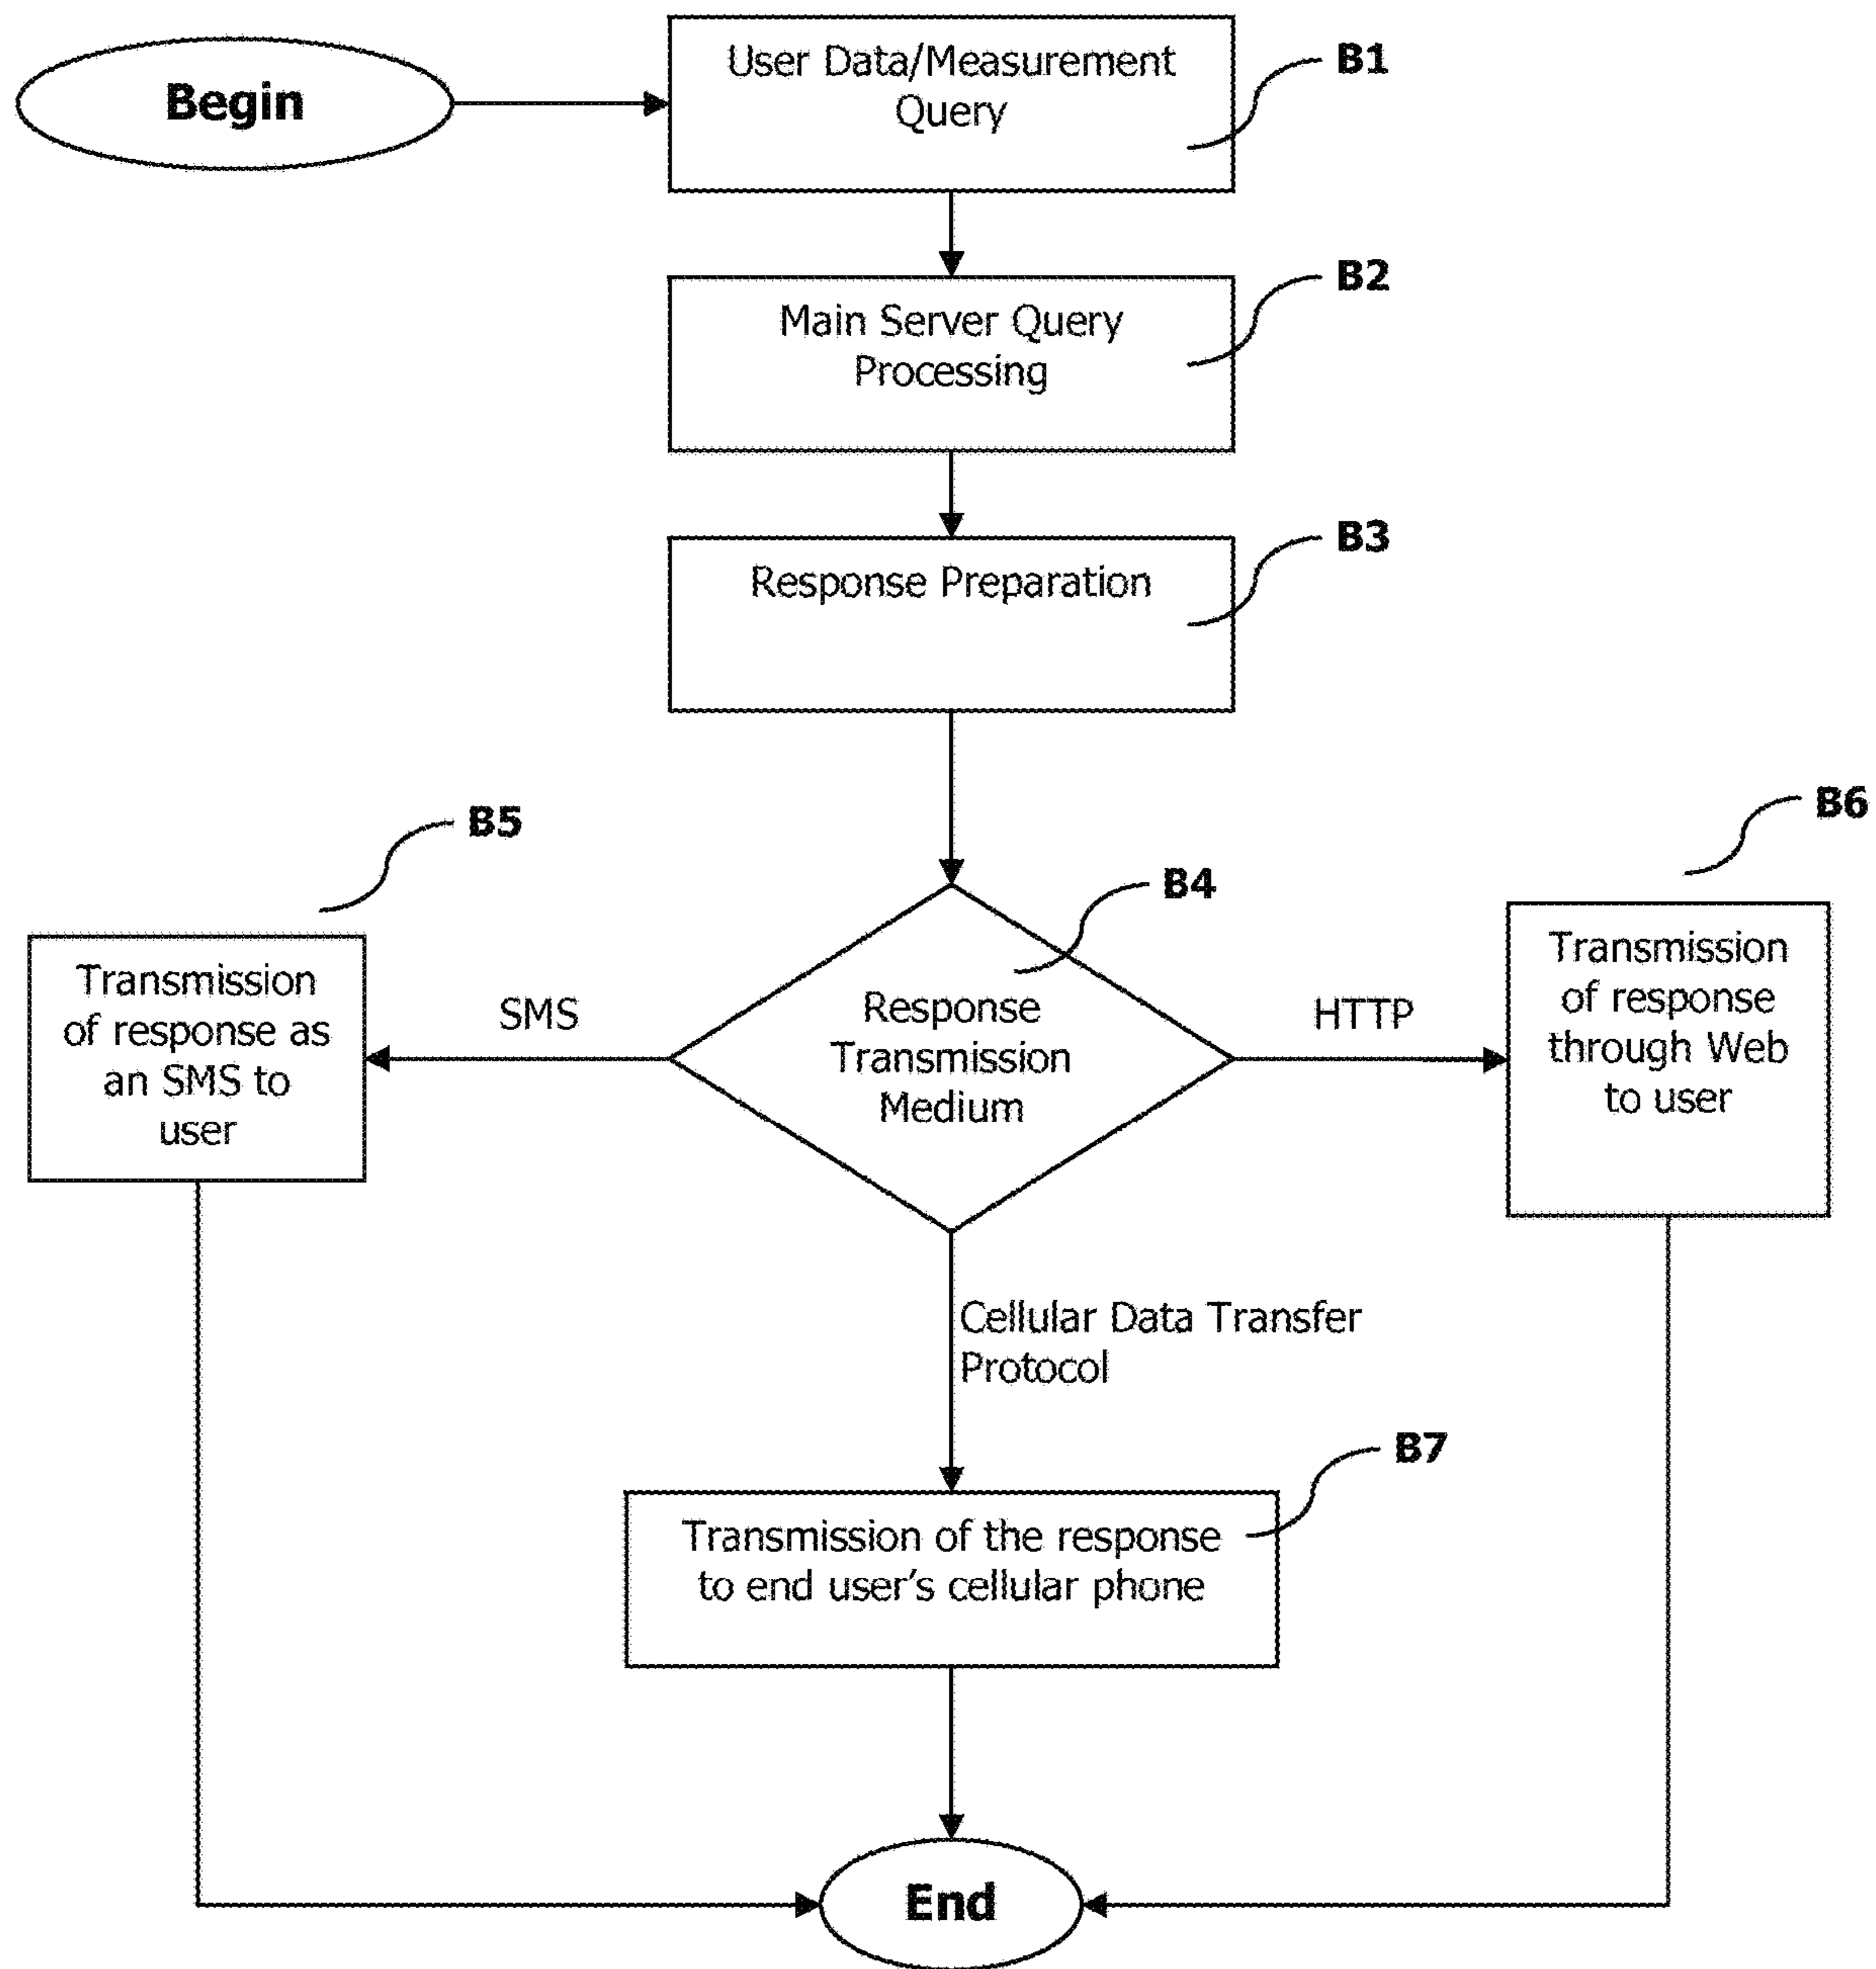 Begin
User Data/Measurement
Query
B1
Main Server Query
Processing
B2
Response Preparation
B3
B5
B6
B4
Transmission
of response as
an SMS to
user
SMS
Response
Transmission
Medium
HTTP
Transmission
of response
through Web
to user
Cellular Data Transfer
Protocol
B7
Transmission of the response
to end user's cellular phone
End